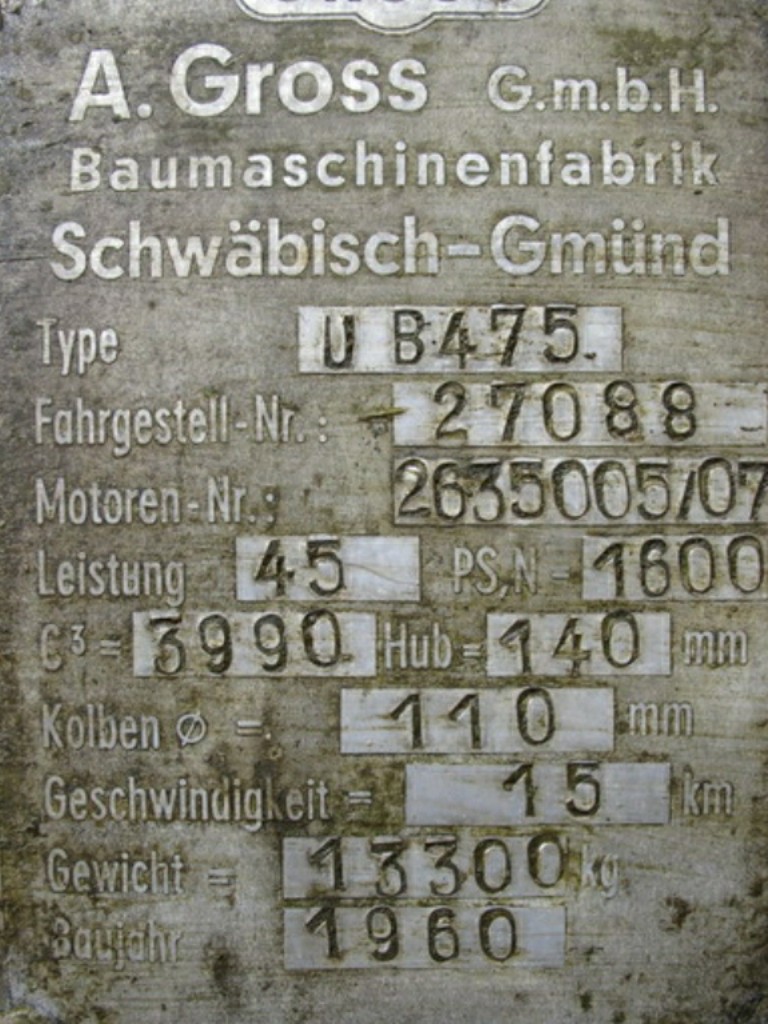 A. Gross G.m.b.H.
Baumaschinenfabrik
Schwäbisch-Gmünd
Type U B475.
Fahrgestell-Nr.: 27088
Motoren-Nr.: 2635005/07
Leistung 45 PS, N = 1600
C³ = 3990 Hub = 140 mm
Kolben Ø = 110 mm
Geschwindigkeit = 15 km
Gewicht = 13300 kg
Baujahr 1960